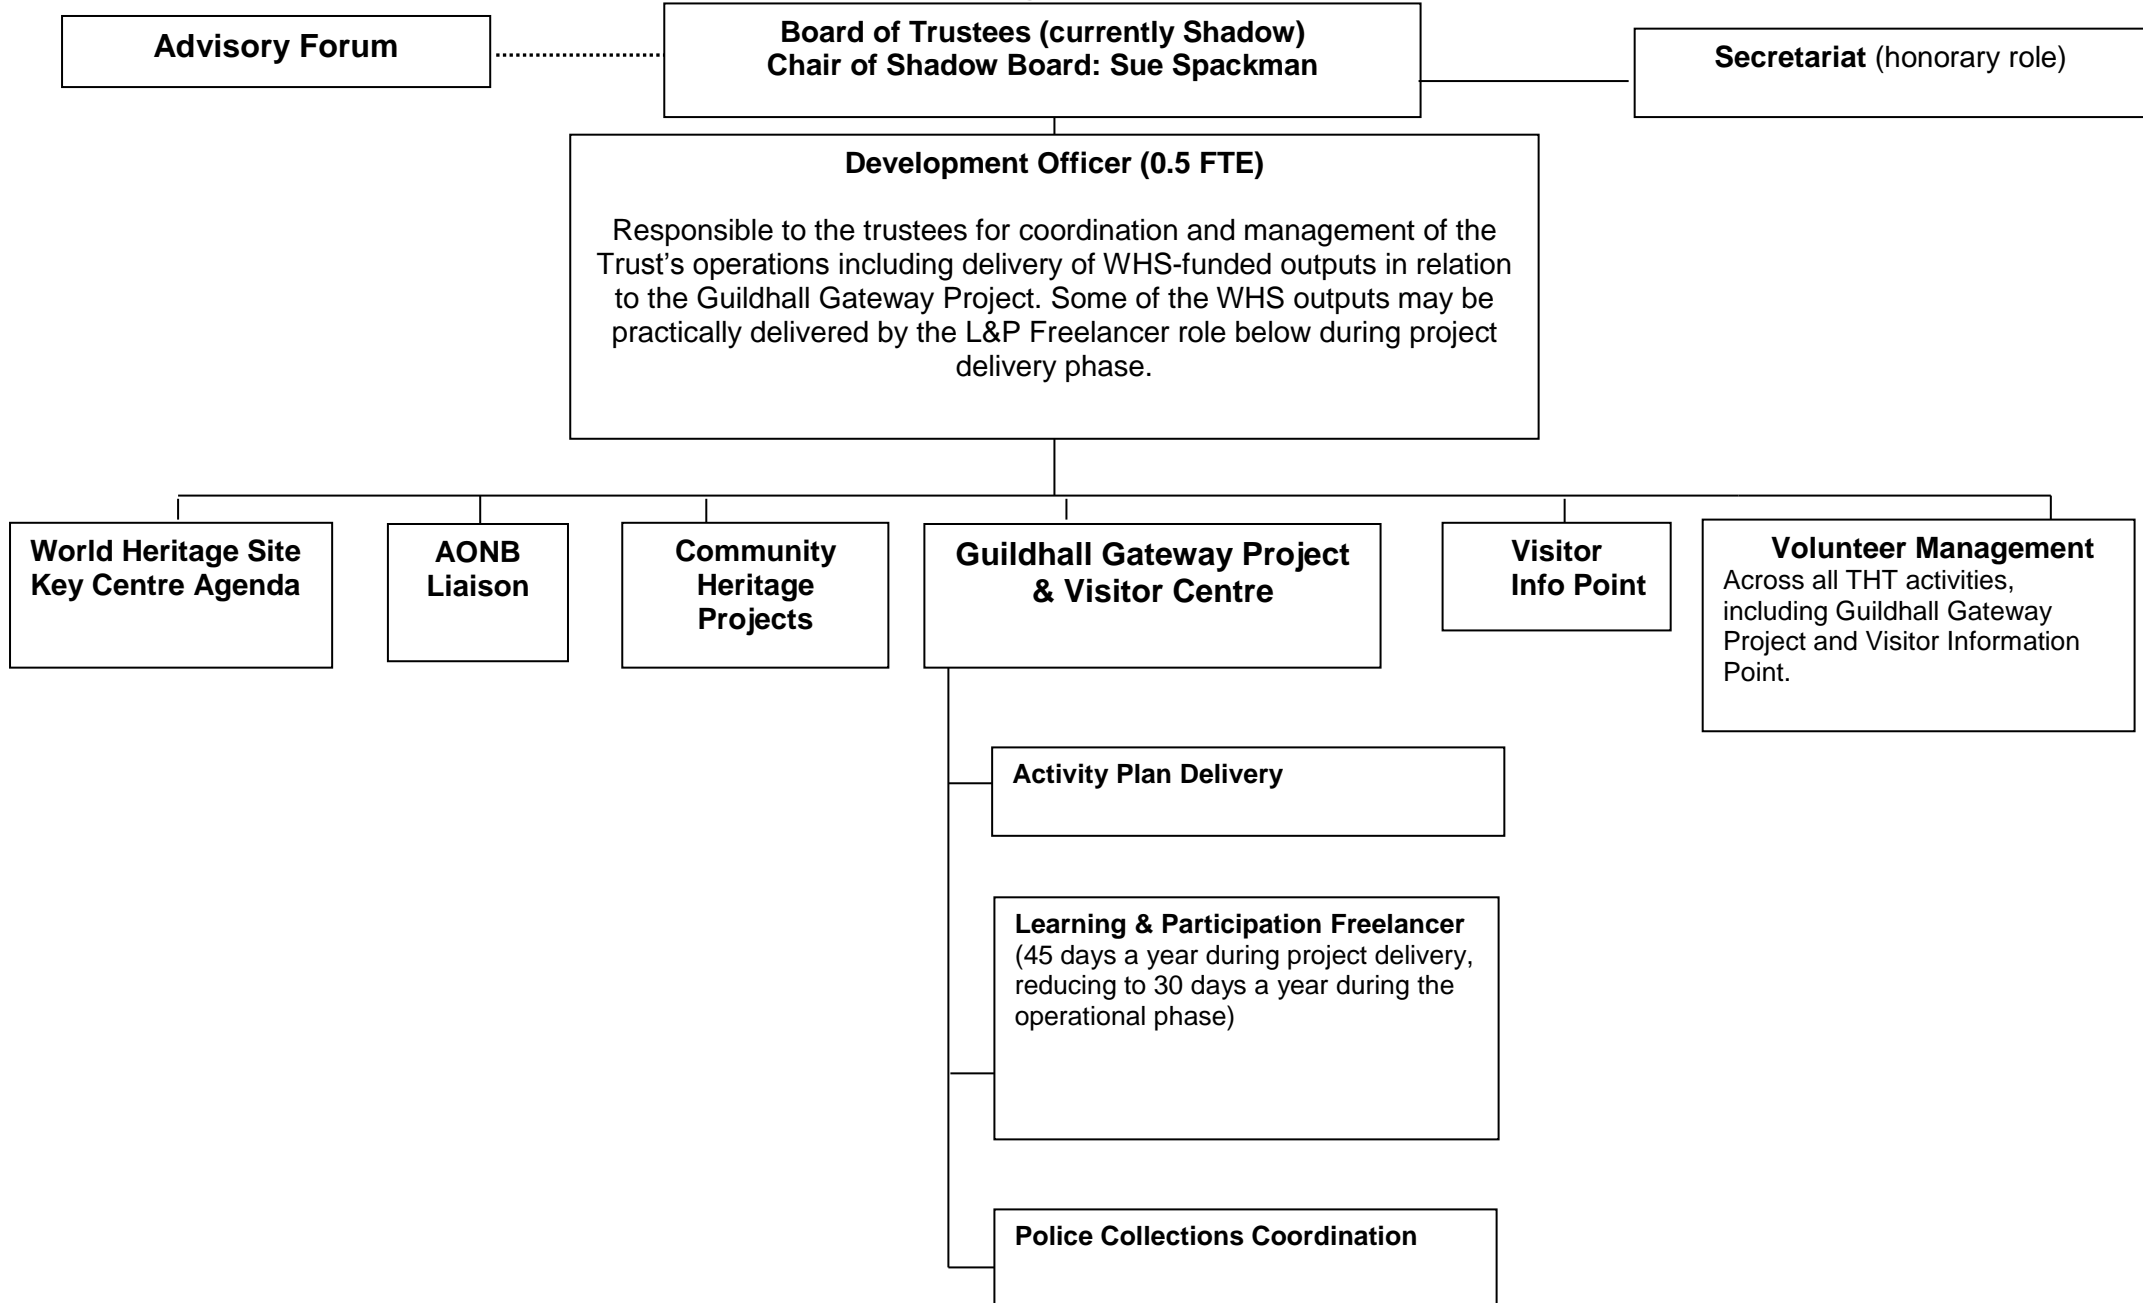 Advisory Forum
Board of Trustees (currently Shadow)
Chair of Shadow Board: Sue Spackman
Secretariat (honorary role)
Development Officer (0.5 FTE)
Responsible to the trustees for coordination and management of the
Trust’s operations including delivery of WHS-funded outputs in relation
to the Guildhall Gateway Project. Some of the WHS outputs may be
practically delivered by the L&P Freelancer role below during project
delivery phase.
World Heritage Site
Key Centre Agenda
AONB
Liaison
Community
Heritage
Projects
Guildhall Gateway Project
& Visitor Centre
Visitor
Info Point
Volunteer Management
Across all THT activities,
including Guildhall Gateway
Project and Visitor Information
Point.
Activity Plan Delivery
Learning & Participation Freelancer
(45 days a year during project delivery,
reducing to 30 days a year during the
operational phase)
Police Collections Coordination